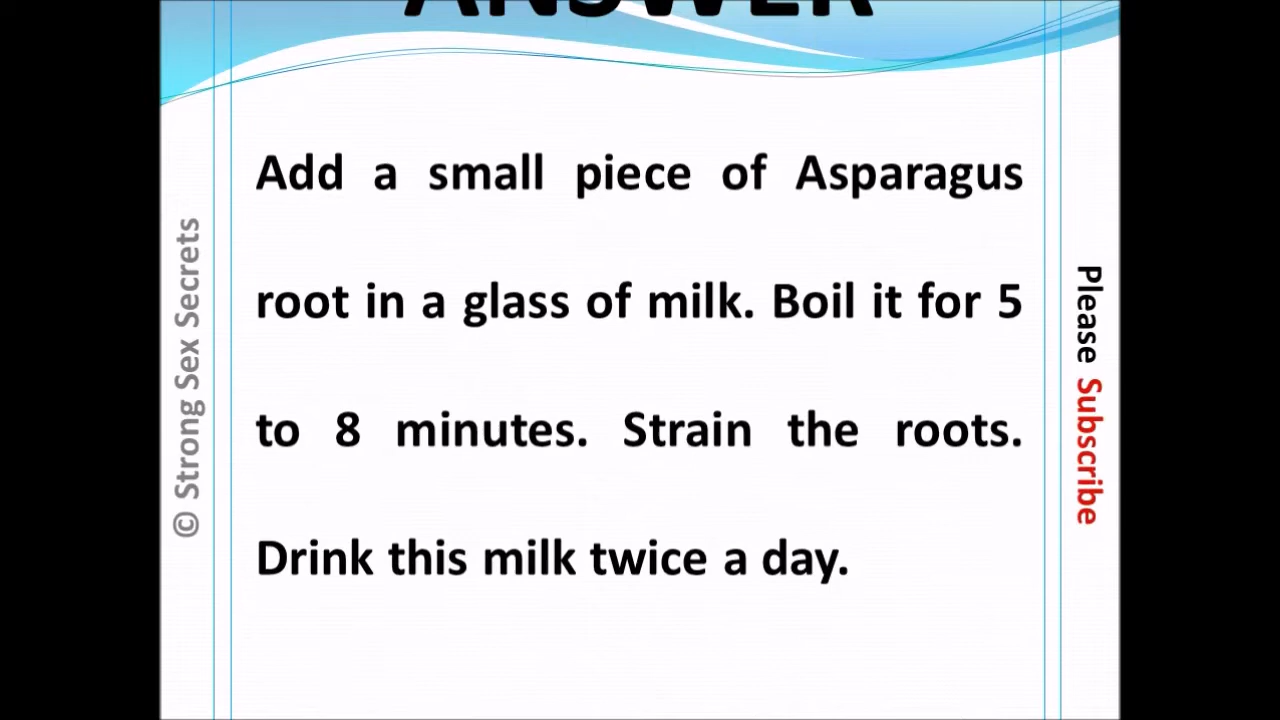 ANSWER
Add a small piece of Asparagus
root in a glass of milk. Boil it for 5
to 8 minutes. Strain the roots.
Drink this milk twice a day.
© Strong Sex Secrets
Please Subscribe